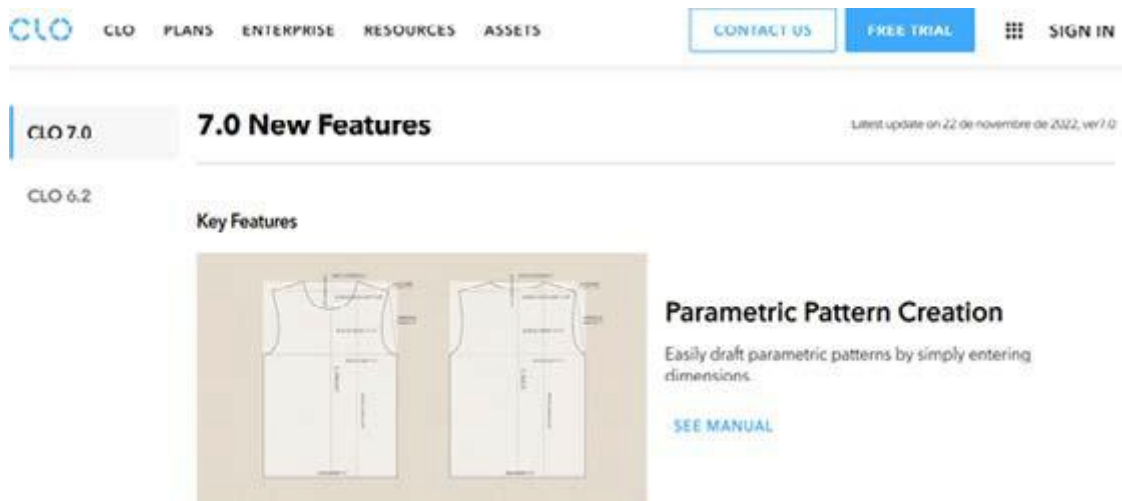 CLO CLO PLANS ENTERPRISE RESOURCES ASSETS CONTACT US FREE TRIAL SIGN IN
CLO 7.0
7.0 New Features
Latest update on 22 de novembre de 2022, ver7.0
CLO 6.2
Key Features
Parametric Pattern Creation
Easily draft parametric patterns by simply entering
dimensions.
SEE MANUAL